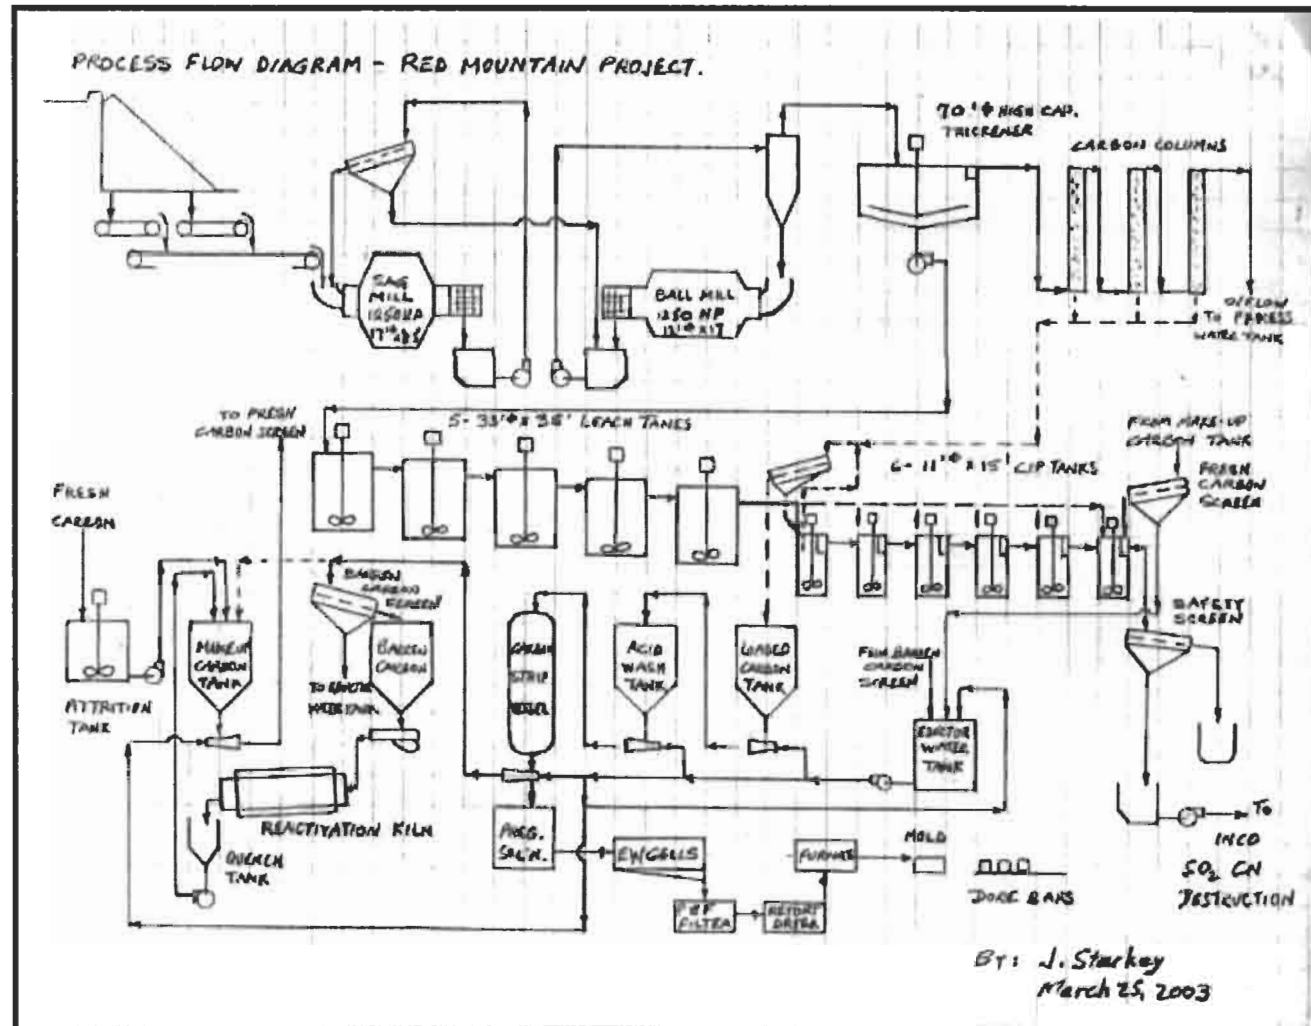 PROCESS FLOW DIAGRAM - RED MOUNTAIN PROJECT.
70'φ HIGH CAP.
THICKENER
CARBON COLUMNS
SAG
MILL
1250 HP
BALL MILL
1250 HP
O/FLOW
TO PROCESS
WATER TANK
TO FRESH
CARBON SCREEN
5- 33'φ x 35' LEACH TANKS
FROM MAKE-UP
CARBON TANK
6- 11'φ x 15' CIP TANKS
FRESH
CARBON
SCREEN
FRESH
CARBON
BARREN
CARBON
SCREEN
SAFETY
SCREEN
MAKEUP
CARBON
TANK
BARREN
CARBON
CARBON
STRIP
VESSEL
ACID
WASH
TANK
LOADED
CARBON
TANK
FROM BARREN
CARBON
SCREEN
TO EDUCTOR
WATER TANK
ATTRITION
TANK
EDUCTOR
WATER
TANK
REACTIVATION KILN
QUENCH
TANK
PREG.
SOL'N.
EW CELLS
FURNACE
MOLD
TO
INCO
SO2 CN
DESTRUCTION
P & F
FILTER
RETORT
DRYER
DORE BARS
BY: J. Starkey
March 25, 2003